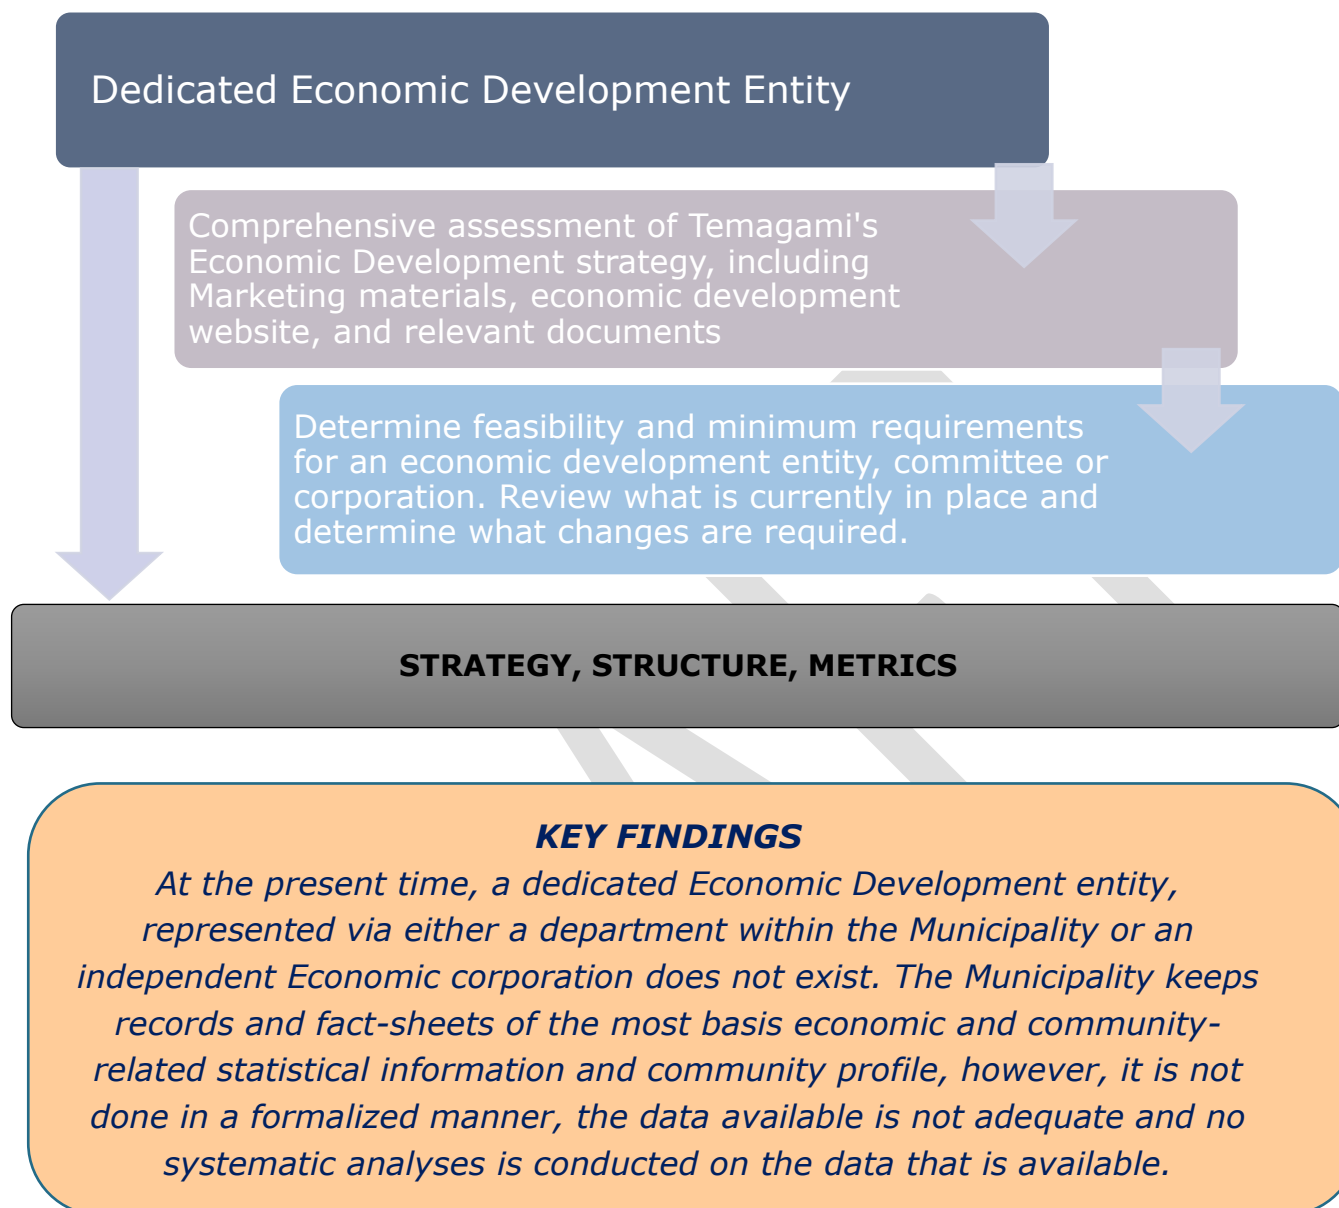 Dedicated Economic Development Entity
Comprehensive assessment of Temagami's
Economic Development strategy, including
Marketing materials, economic development
website, and relevant documents
Determine feasibility and minimum requirements
for an economic development entity, committee or
corporation. Review what is currently in place and
determine what changes are required.
STRATEGY, STRUCTURE, METRICS
KEY FINDINGS
At the present time, a dedicated Economic Development entity,
represented via either a department within the Municipality or an
independent Economic corporation does not exist. The Municipality keeps
records and fact-sheets of the most basis economic and community-
related statistical information and community profile, however, it is not
done in a formalized manner, the data available is not adequate and no
systematic analyses is conducted on the data that is available.